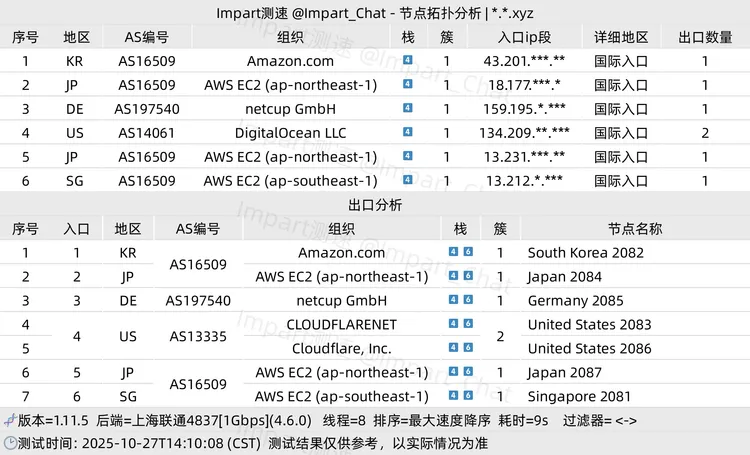 Impart测速 @Impart_Chat - 节点拓扑分析 | *.*.xyz
序号 地区 AS编号 组织 栈 簇 入口ip段 详细地区 出口数量
1 KR AS16509 Amazon.com 4 1 43.201.***.** 国际入口 1
2 JP AS16509 AWS EC2 (ap-northeast-1) 4 1 18.177.***.* 国际入口 1
3 DE AS197540 netcup GmbH 4 1 159.195.*.*** 国际入口 1
4 US AS14061 DigitalOcean LLC 4 1 134.209.**.*** 国际入口 2
5 JP AS16509 AWS EC2 (ap-northeast-1) 4 1 13.231.***.** 国际入口 1
6 SG AS16509 AWS EC2 (ap-southeast-1) 4 1 13.212.*.*** 国际入口 1
出口分析
序号 入口 地区 AS编号 组织 栈 簇 节点名称
1 1 KR AS16509 Amazon.com 4 6 1 South Korea 2082
2 2 JP AWS EC2 (ap-northeast-1) 4 6 1 Japan 2084
3 3 DE AS197540 netcup GmbH 4 6 1 Germany 2085
4 4 US AS13335 CLOUDFLARENET 4 6 2 United States 2083
5 Cloudflare, Inc. 4 6 United States 2086
6 5 JP AS16509 AWS EC2 (ap-northeast-1) 4 6 1 Japan 2087
7 6 SG AWS EC2 (ap-southeast-1) 4 6 1 Singapore 2081
版本=1.11.5 后端=上海联通4837[1Gbps](4.6.0) 线程=8 排序=最大速度降序 耗时=9s 过滤器= <->
测试时间: 2025-10-27T14:10:08 (CST) 测试结果仅供参考，以实际情况为准